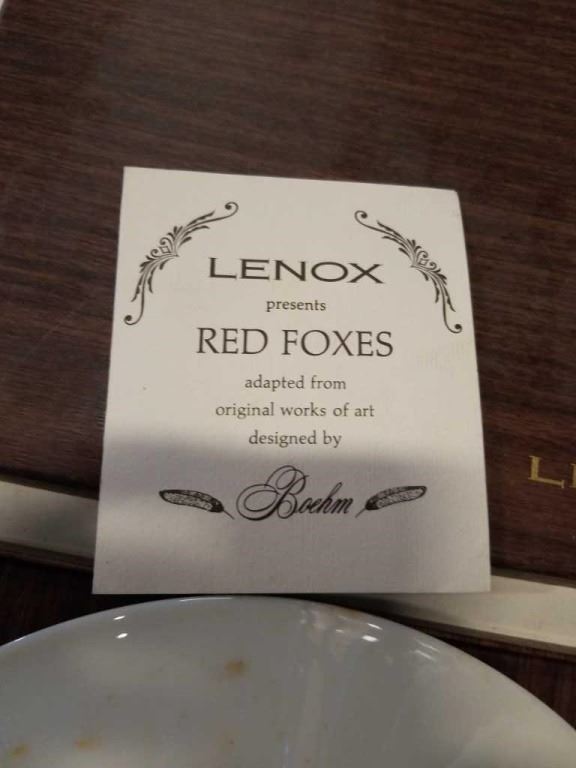 LENOX
presents
RED FOXES
adapted from
original works of art
designed by
Boehm